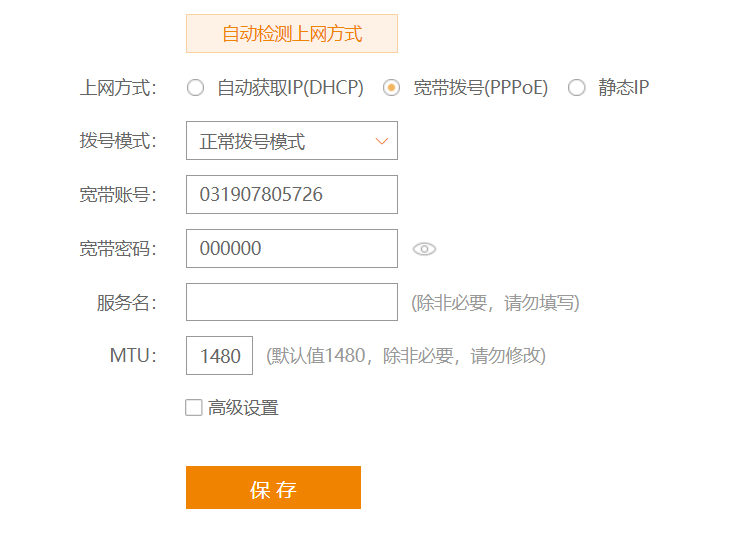 自动检测上网方式
上网方式： 自动获取IP(DHCP) 宽带拨号(PPPoE) 静态IP
拨号模式： 正常拨号模式
宽带账号： 031907805726
宽带密码： 000000
服务名： (除非必要，请勿填写)
MTU： 1480 (默认值1480，除非必要，请勿修改)
高级设置
保 存